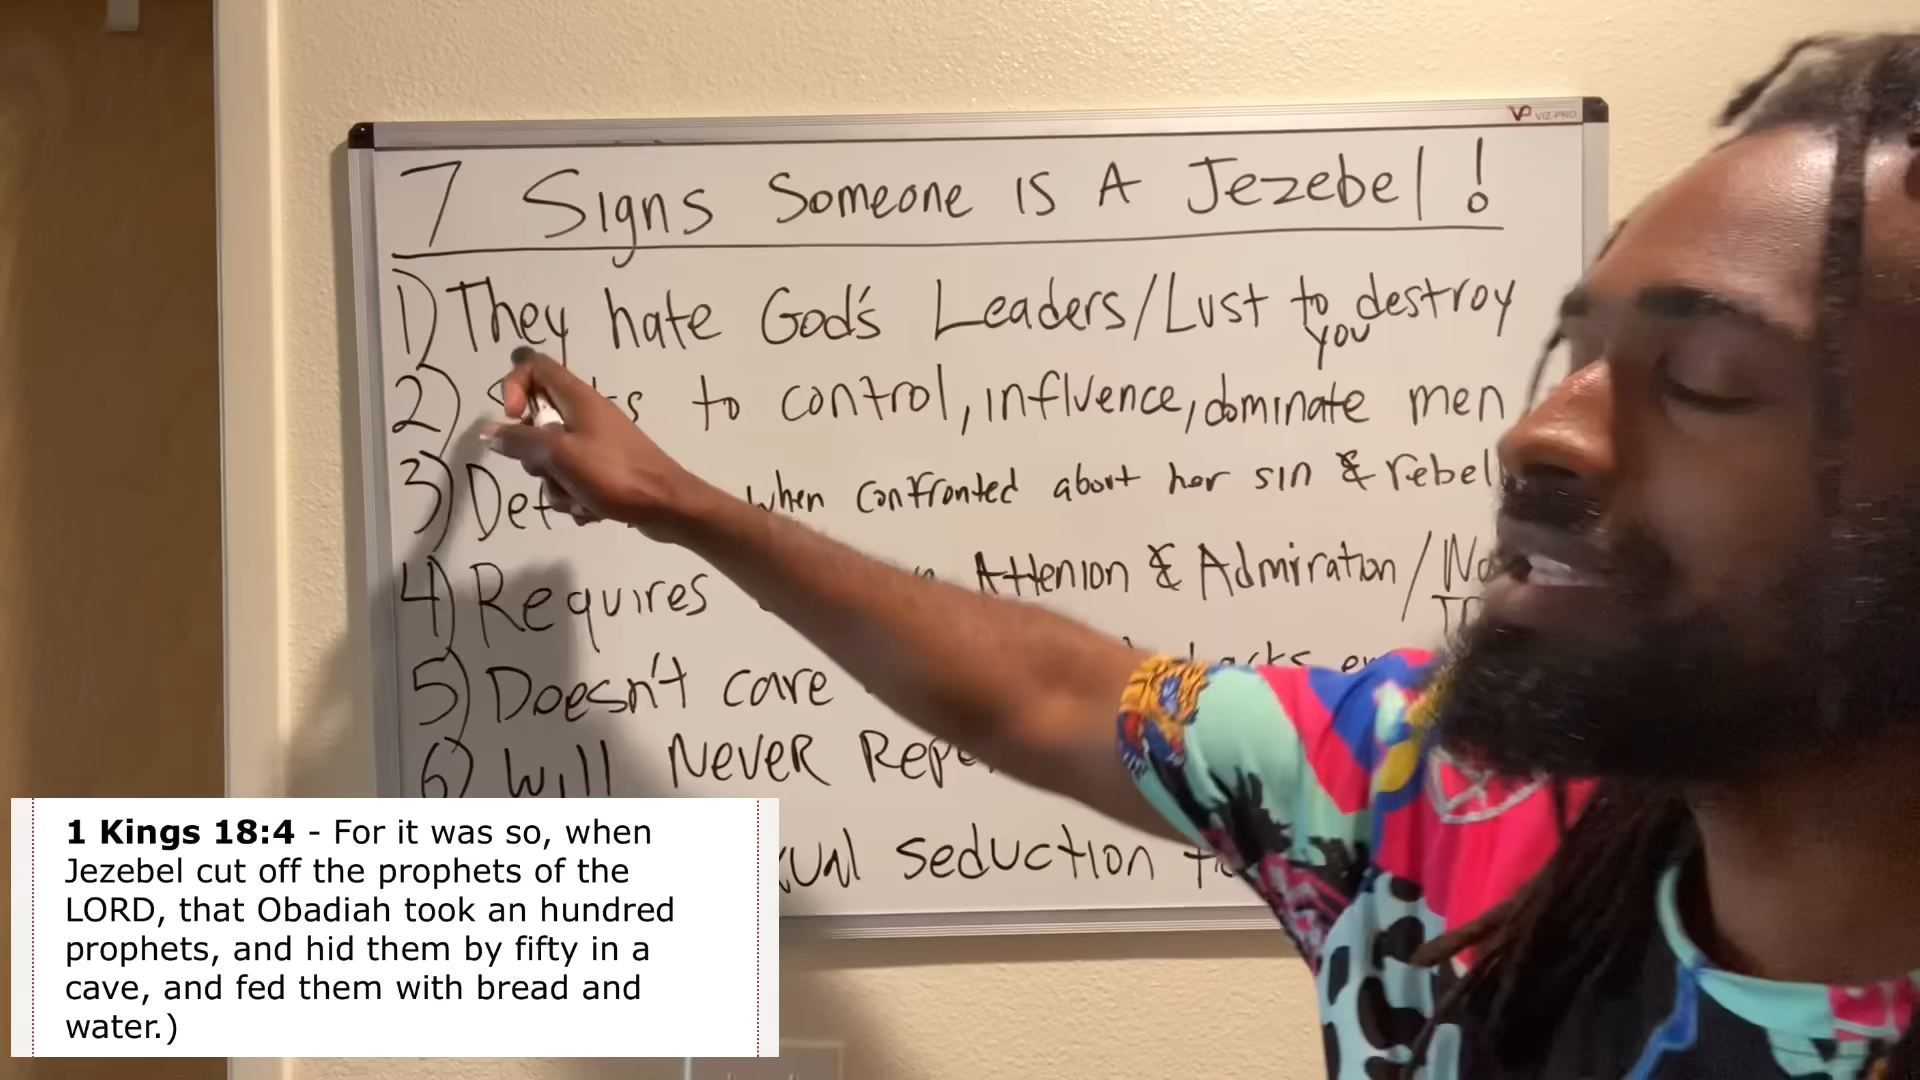 VIZ-PRO
7 Signs Someone is A Jezebel!
1) They hate God's Leaders/Lust to destroy
you
2) to control, influence, dominate men
3) when confronted about her sin & rebel
4) Requires Attenion & Admiration /
5) Doesn't care
6) Will Never
seduction
1 Kings 18:4 - For it was so, when
Jezebel cut off the prophets of the
LORD, that Obadiah took an hundred
prophets, and hid them by fifty in a
cave, and fed them with bread and
water.)